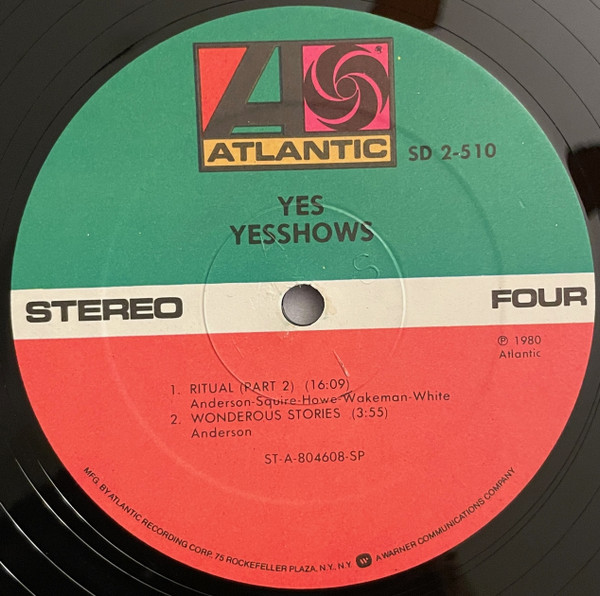 ATLANTIC
SD 2-510
YES
YESSHOWS
STEREO
FOUR
℗ 1980
Atlantic
1. RITUAL (PART 2) (16:09)
Anderson-Squire-Howe-Wakeman-White
2. WONDEROUS STORIES (3:55)
Anderson
ST-A-804608-SP
MFG. BY ATLANTIC RECORDING CORP. 75 ROCKEFELLER PLAZA, N.Y., N.Y. A WARNER COMMUNICATIONS COMPANY